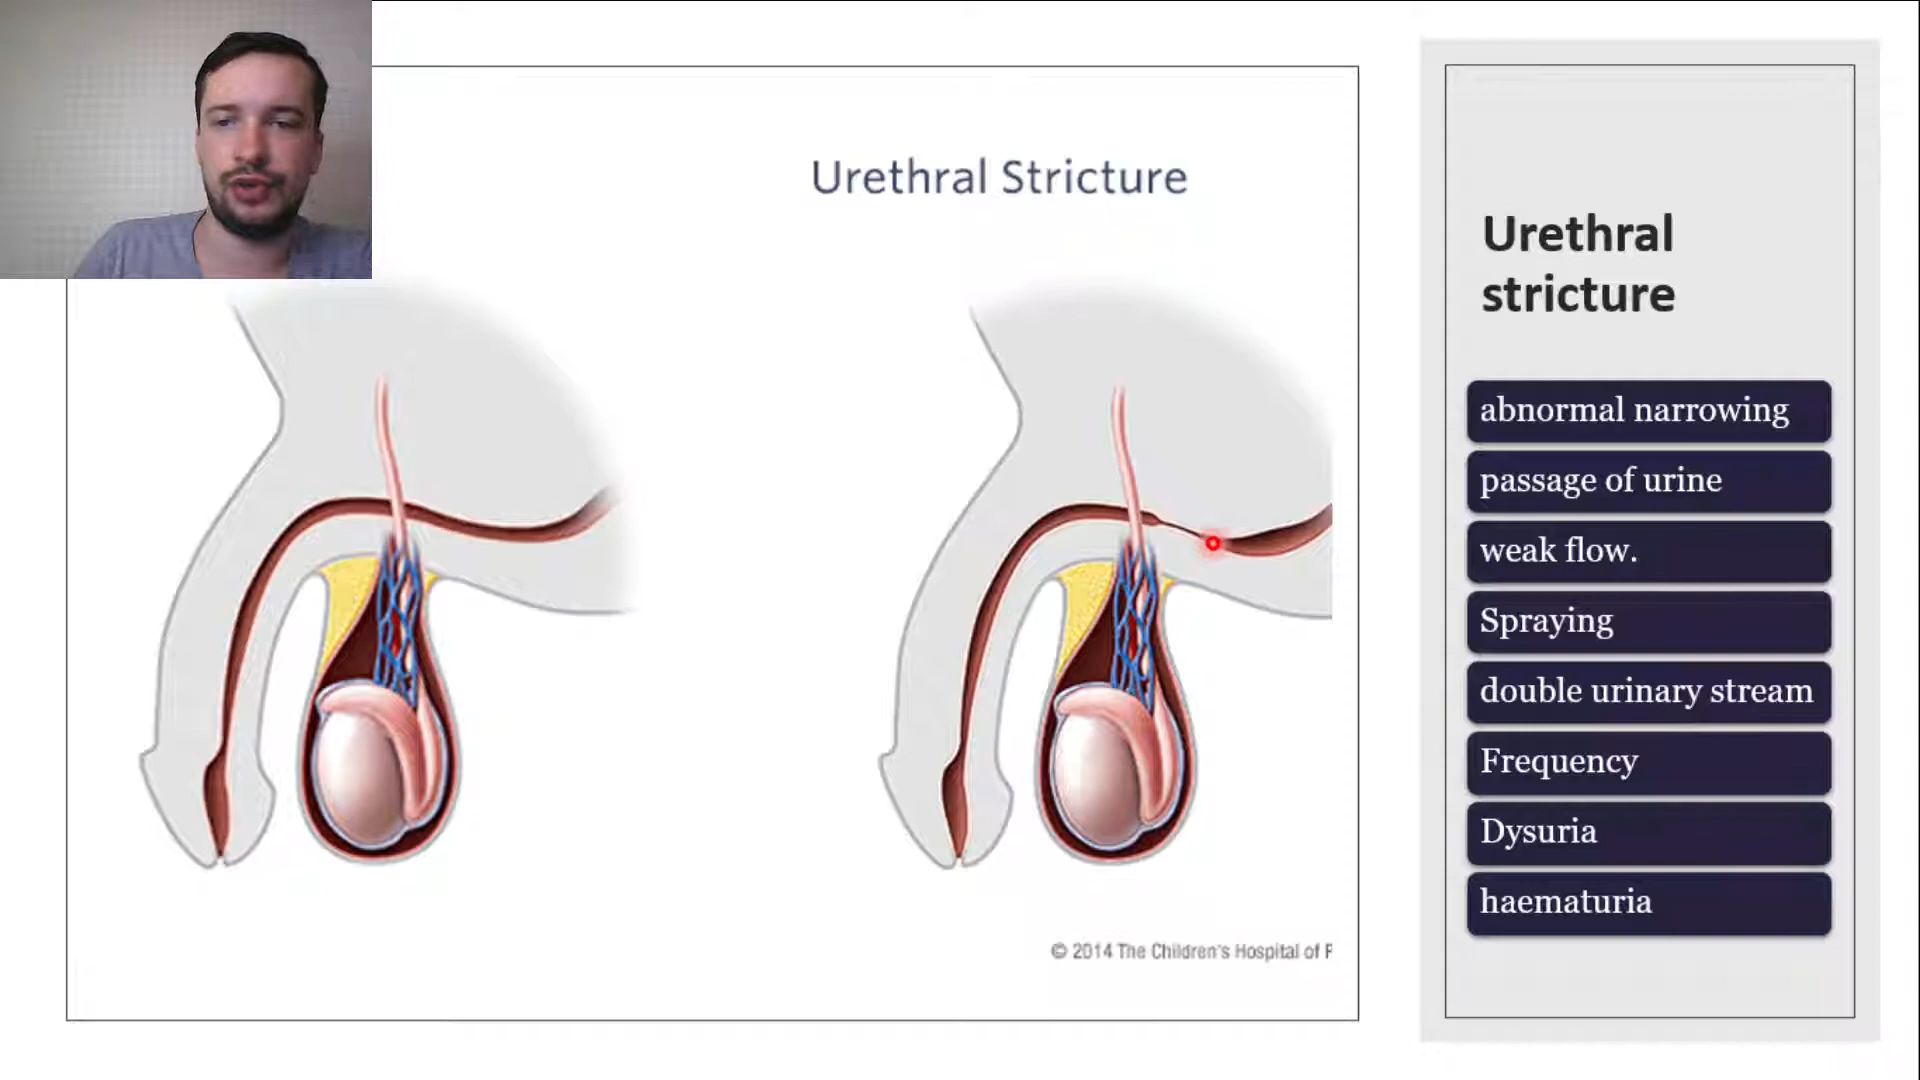 Urethral Stricture
© 2014 The Children's Hospital of P
Urethral
stricture
abnormal narrowing
passage of urine
weak flow.
Spraying
double urinary stream
Frequency
Dysuria
haematuria